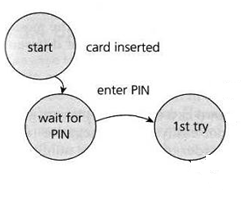 start
card inserted
enter PIN
wait for
PIN
1st try